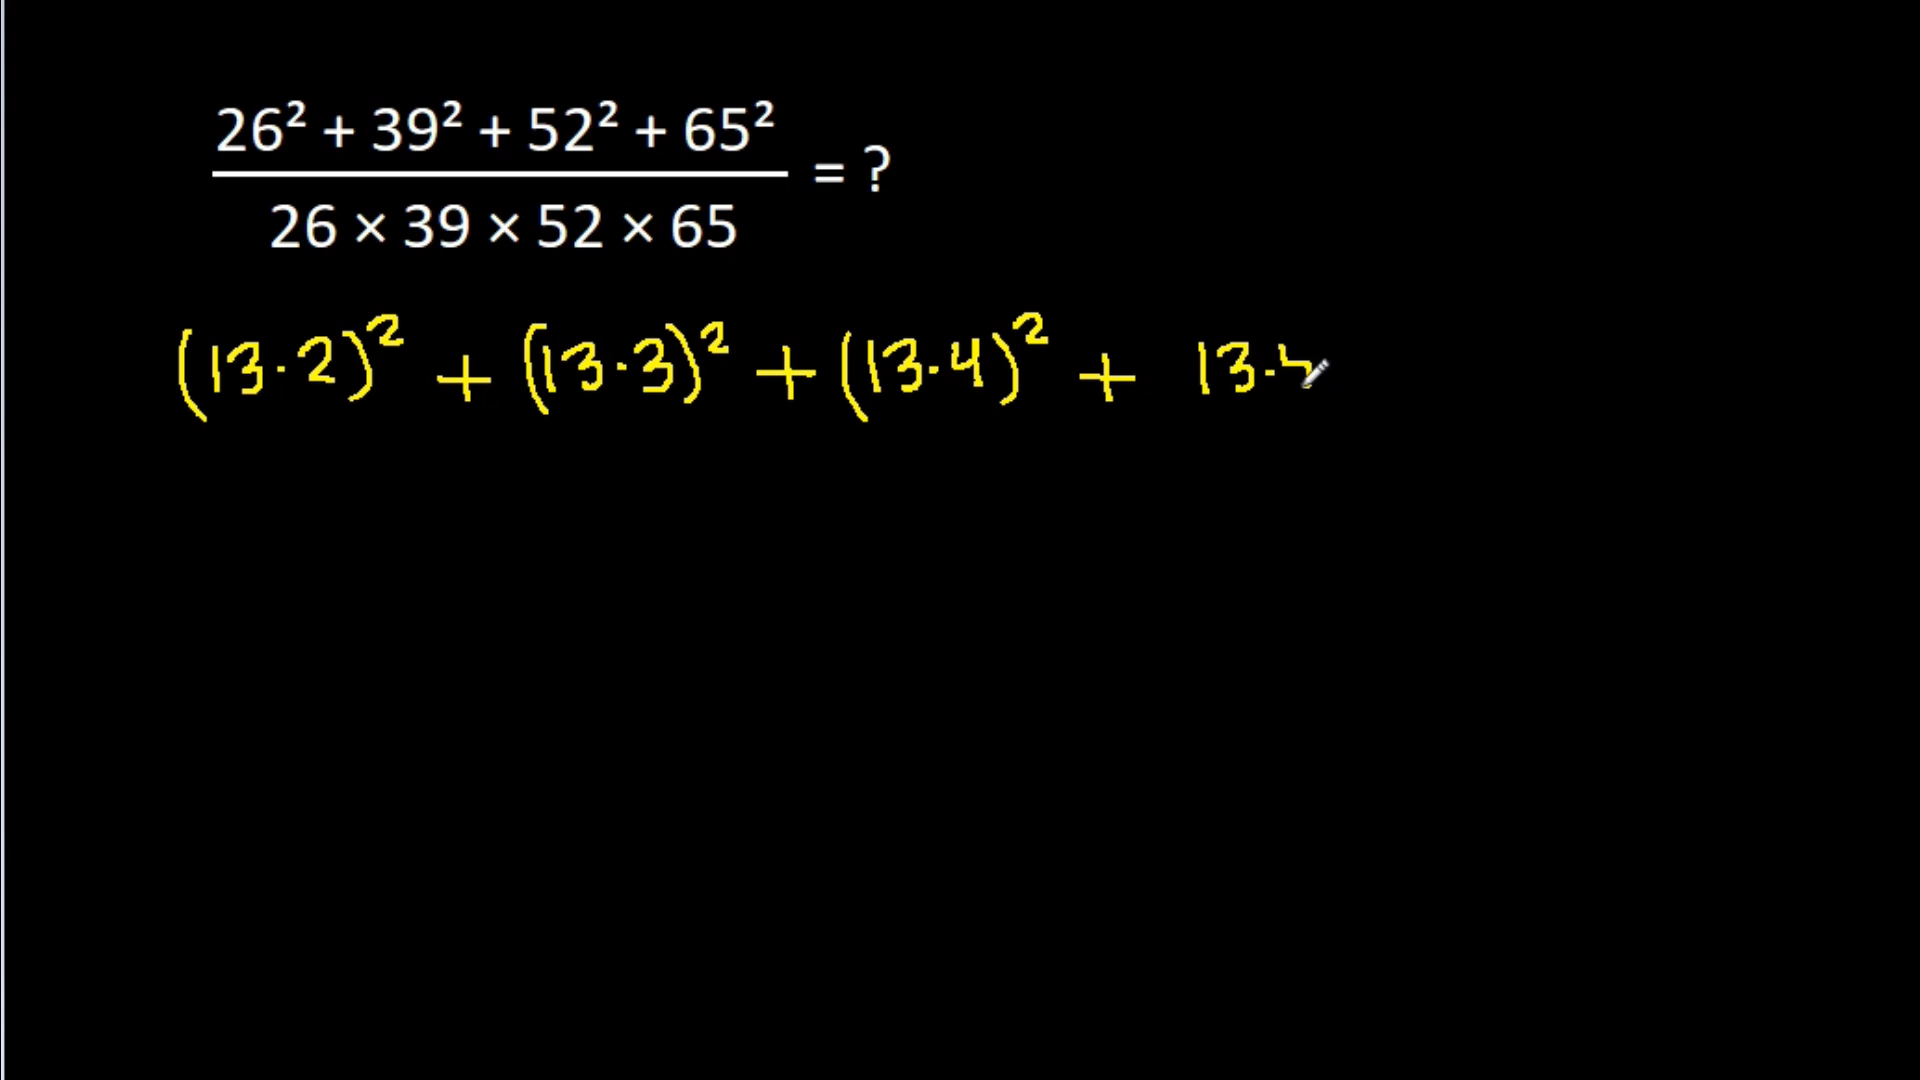 26² + 39² + 52² + 65²
= ?
26 × 39 × 52 × 65
(13·2)² + (13·3)² + (13·4)² + 13·